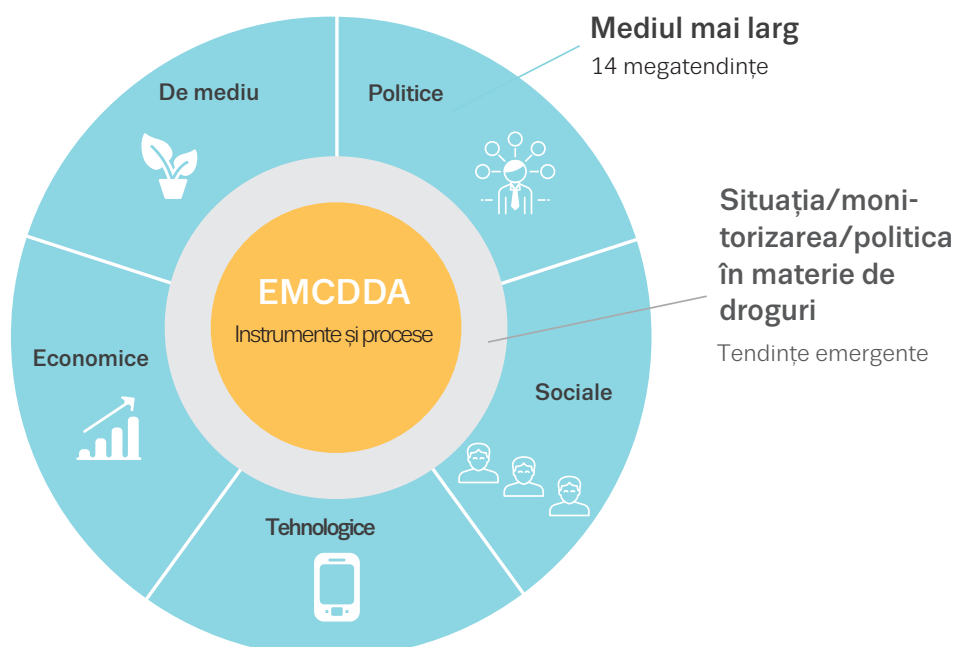 Mediul mai larg
14 megatendințe
De mediu
Politice
Situația/moni-
torizarea/politica
în materie de
droguri
Tendințe emergente
EMCDDA
Instrumente și procese
Economice
Sociale
Tehnologice